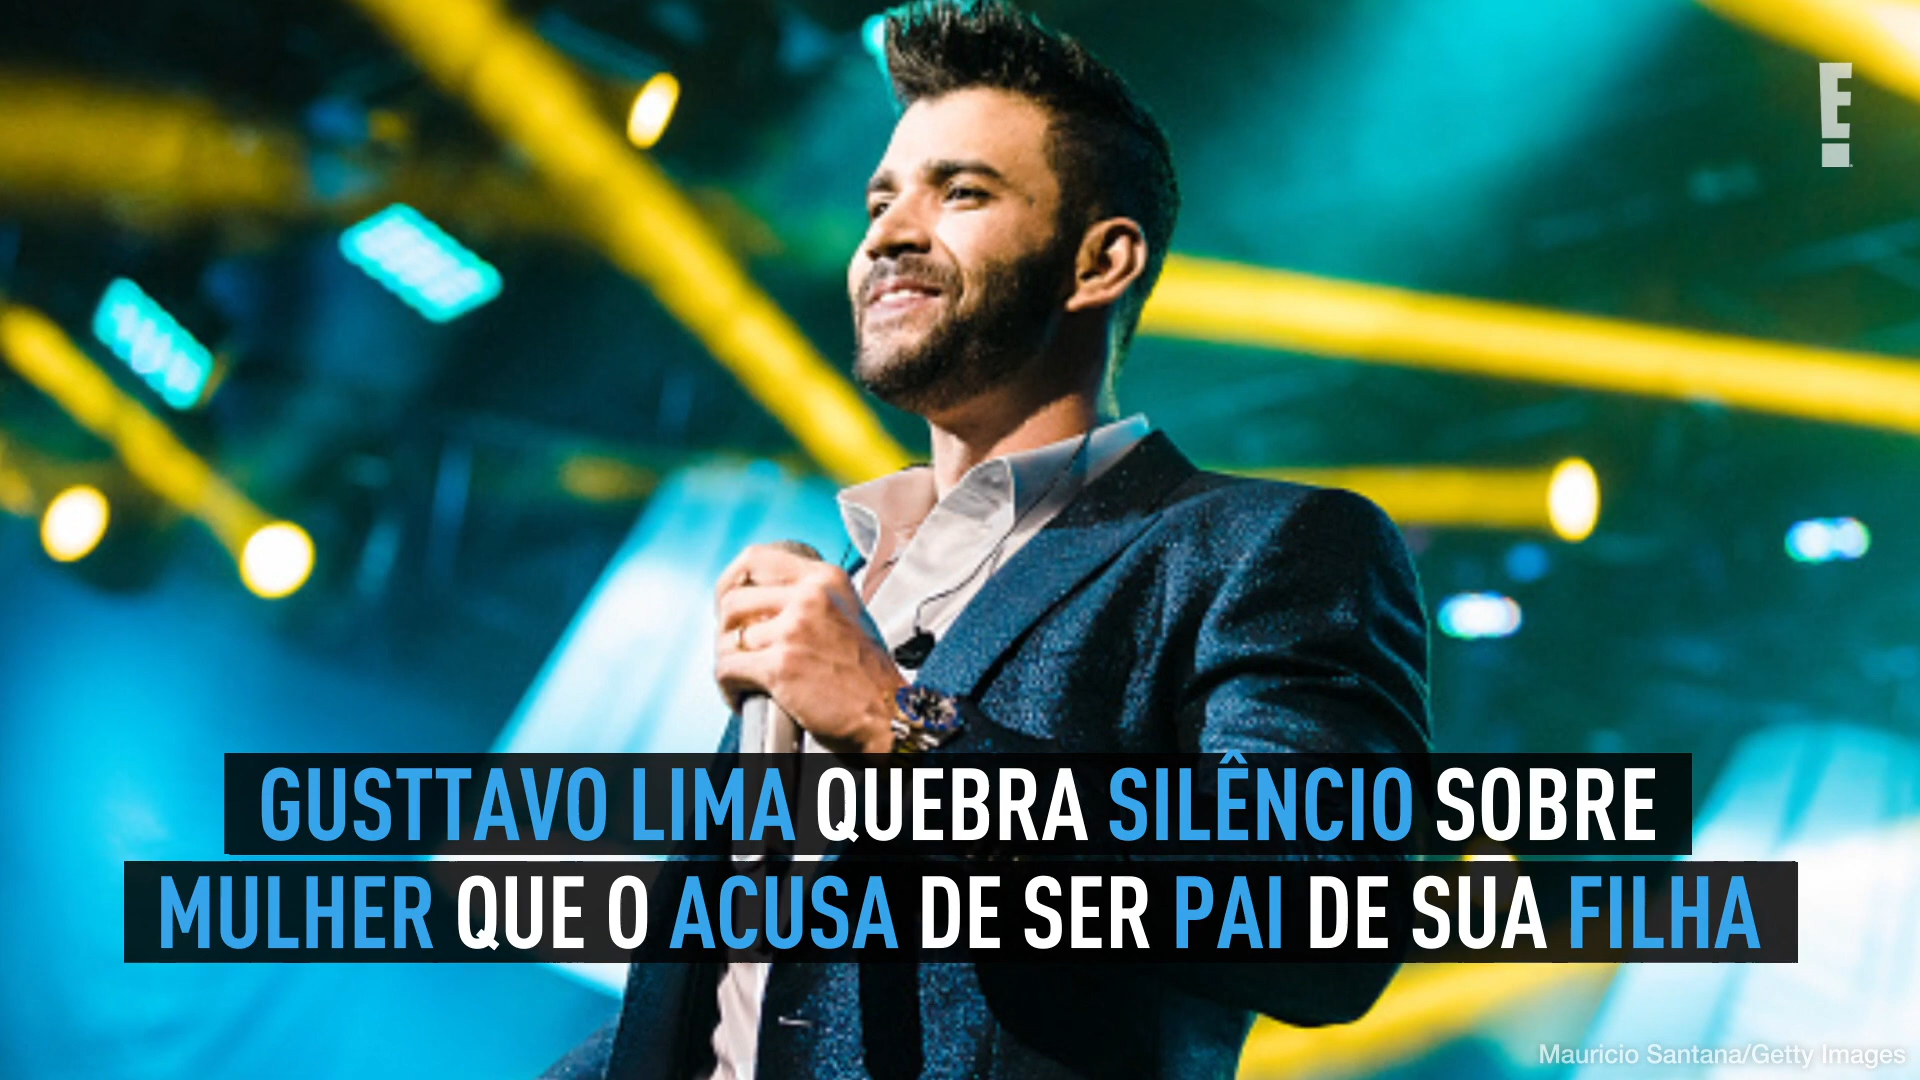 E!
GUSTTAVO LIMA QUEBRA SILÊNCIO SOBRE
MULHER QUE O ACUSA DE SER PAI DE SUA FILHA
Mauricio Santana/Getty Images